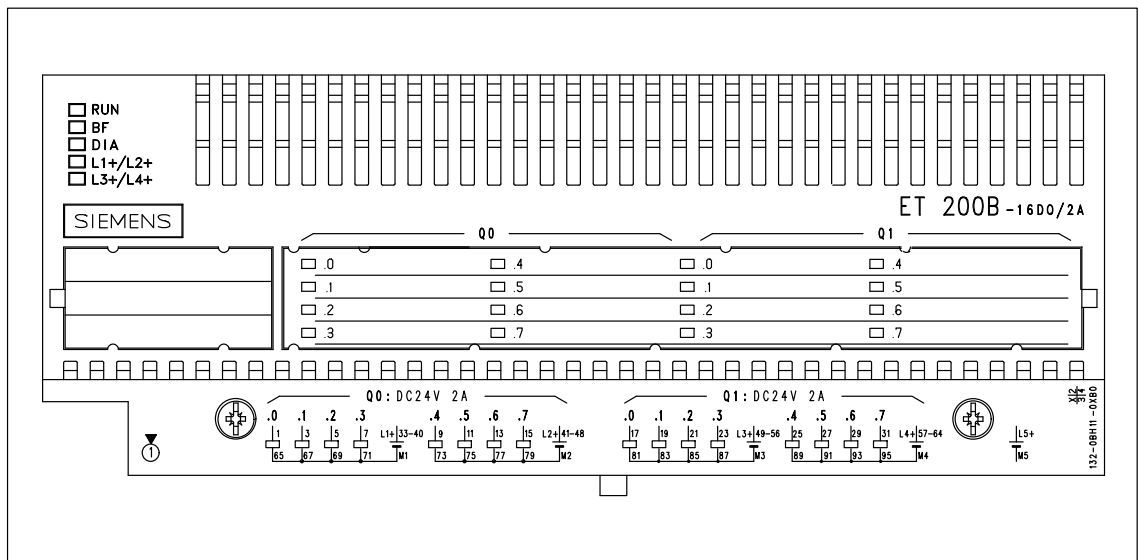 RUN
BF
DIA
L1+/L2+
L3+/L4+
SIEMENS
ET 200B -16DO/2A
Q0 Q1
.0 .4 .0 .4
.1 .5 .1 .5
.2 .6 .2 .6
.3 .7 .3 .7
Q0:DC24V 2A Q1:DC24V 2A
.0 .1 .2 .3 .4 .5 .6 .7 .0 .1 .2 .3 .4 .5 .6 .7
1 3 5 7 L1+ 33-40 9 11 13 15 L2+ 41-48 17 19 21 23 L3+ 49-56 25 27 29 31 L4+ 57-64 L5+
65 67 69 71 M1 73 75 77 79 M2 81 83 85 87 M3 89 91 93 95 M4 M5
1
132-0BH11-0XB0